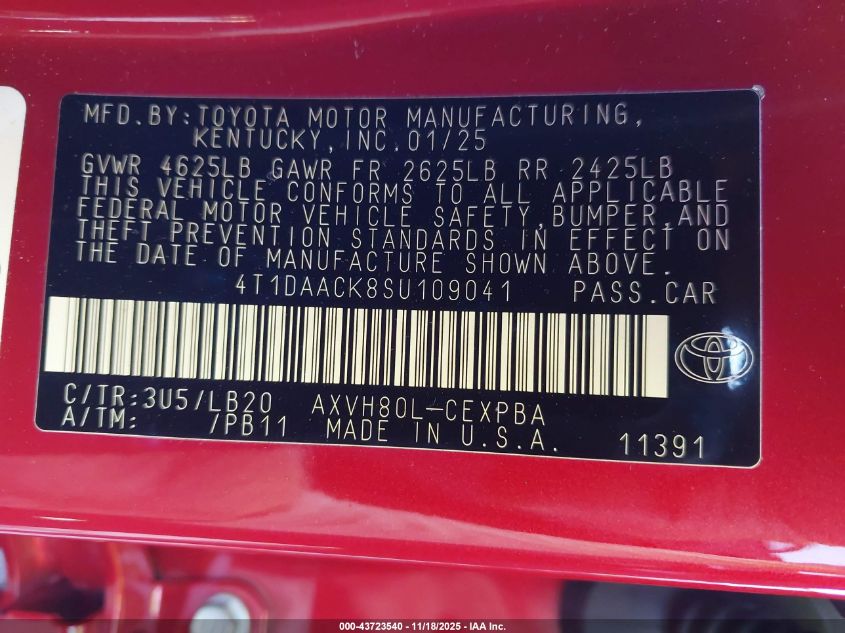 MFD.BY:TOYOTA MOTOR MANUFACTURING,
KENTUCKY,INC.01/25
GVWR 4625LB GAWR FR 2625LB RR 2425LB
THIS VEHICLE CONFORMS TO ALL APPLICABLE
FEDERAL MOTOR VEHICLE SAFETY,BUMPER,AND
THEFT PREVENTION STANDARDS IN EFFECT ON
THE DATE OF MANUFACTURE SHOWN ABOVE.
4T1DAACK8SU109041 PASS.CAR
C/TR:3U5/LB20 AXVH80L-CEXPBA
A/TM: /PB11 MADE IN U.S.A. 11391
000-43723540 - 11/18/2025 - IAA Inc.